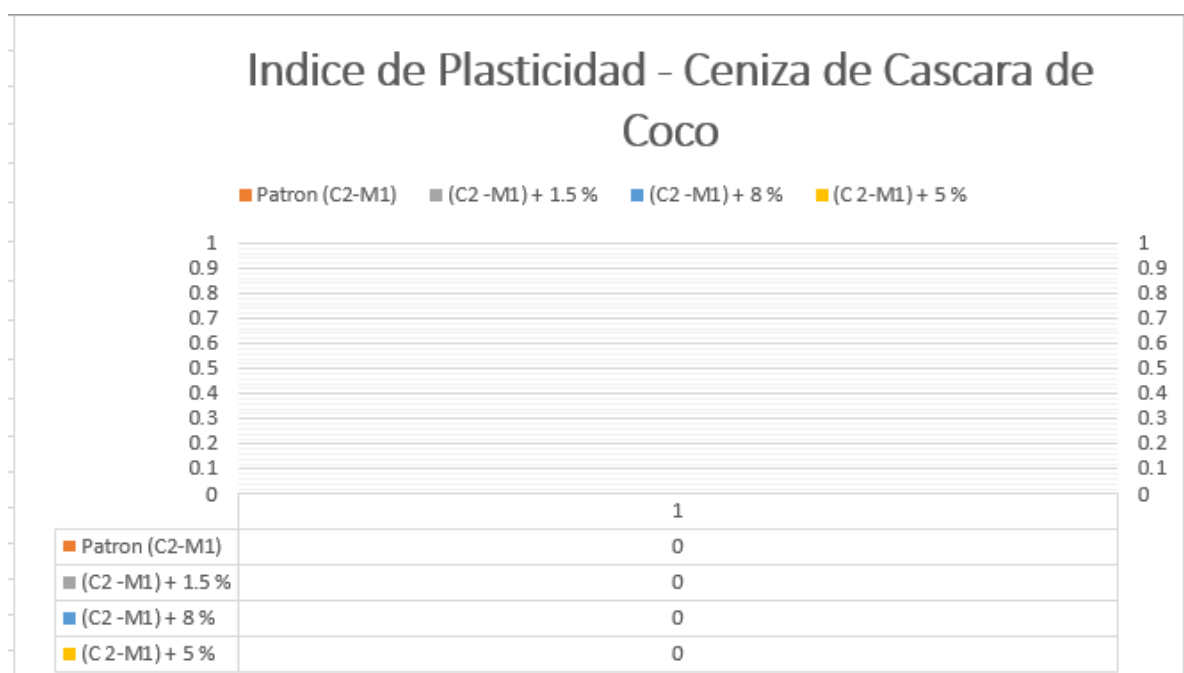 Indice de Plasticidad - Ceniza de Cascara de
Coco
Patron (C2-M1) (C2 -M1) + 1.5 % (C2 -M1) + 8 % (C 2-M1) + 5 %
1 1
0.9 0.9
0.8 0.8
0.7 0.7
0.6 0.6
0.5 0.5
0.4 0.4
0.3 0.3
0.2 0.2
0.1 0.1
0 0
1
Patron (C2-M1) 0
(C2 -M1) + 1.5 % 0
(C2 -M1) + 8 % 0
(C 2-M1) + 5 % 0